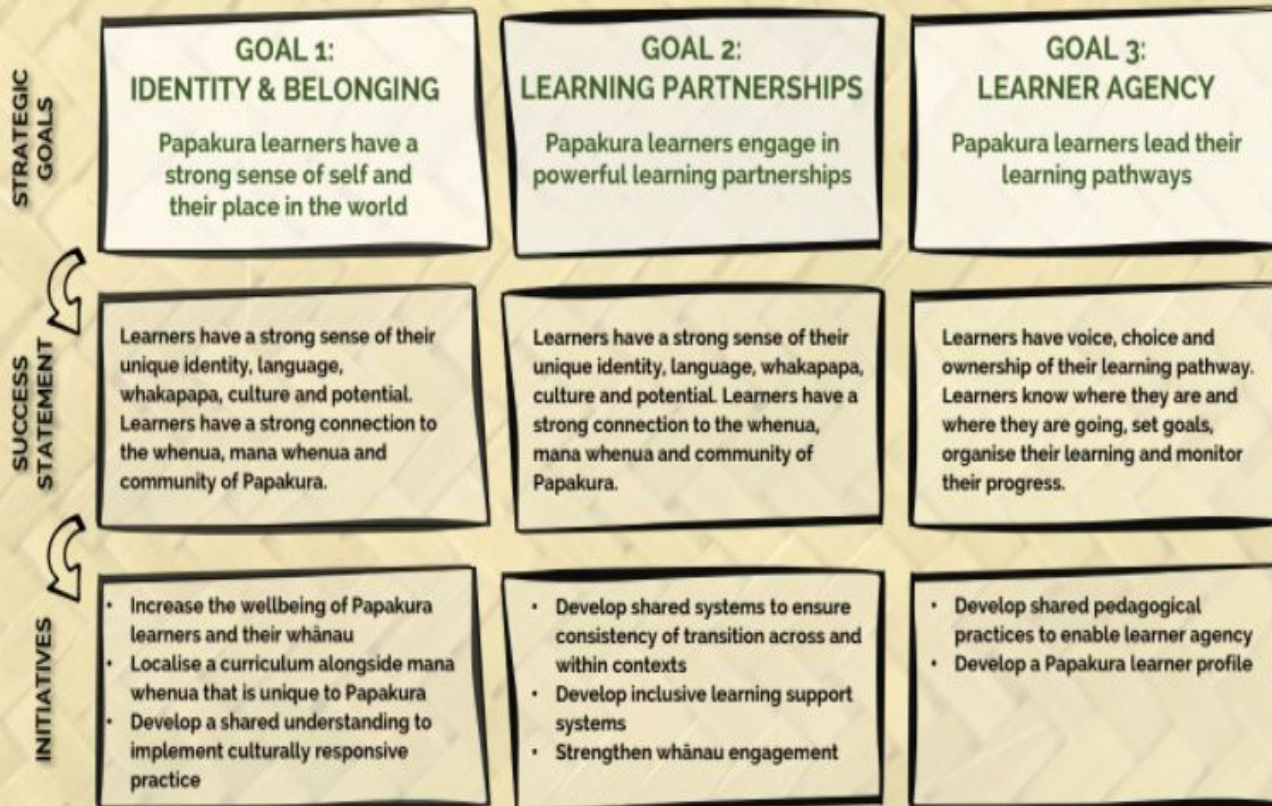 STRATEGIC
GOALS
GOAL 1:
IDENTITY & BELONGING
Papakura learners have a
strong sense of self and
their place in the world
GOAL 2:
LEARNING PARTNERSHIPS
Papakura learners engage in
powerful learning partnerships
GOAL 3:
LEARNER AGENCY
Papakura learners lead their
learning pathways
SUCCESS
STATEMENT
Learners have a strong sense of their
unique identity, language,
whakapapa, culture and potential.
Learners have a strong connection to
the whenua, mana whenua and
community of Papakura.
Learners have a strong sense of their
unique identity, language, whakapapa,
culture and potential. Learners have a
strong connection to the whenua,
mana whenua and community of
Papakura.
Learners have voice, choice and
ownership of their learning pathway.
Learners know where they are and
where they are going, set goals,
organise their learning and monitor
their progress.
INITIATIVES
• Increase the wellbeing of Papakura
learners and their whānau
• Localise a curriculum alongside mana
whenua that is unique to Papakura
• Develop a shared understanding to
implement culturally responsive
practice
• Develop shared systems to ensure
consistency of transition across and
within contexts
• Develop inclusive learning support
systems
• Strengthen whānau engagement
• Develop shared pedagogical
practices to enable learner agency
• Develop a Papakura learner profile